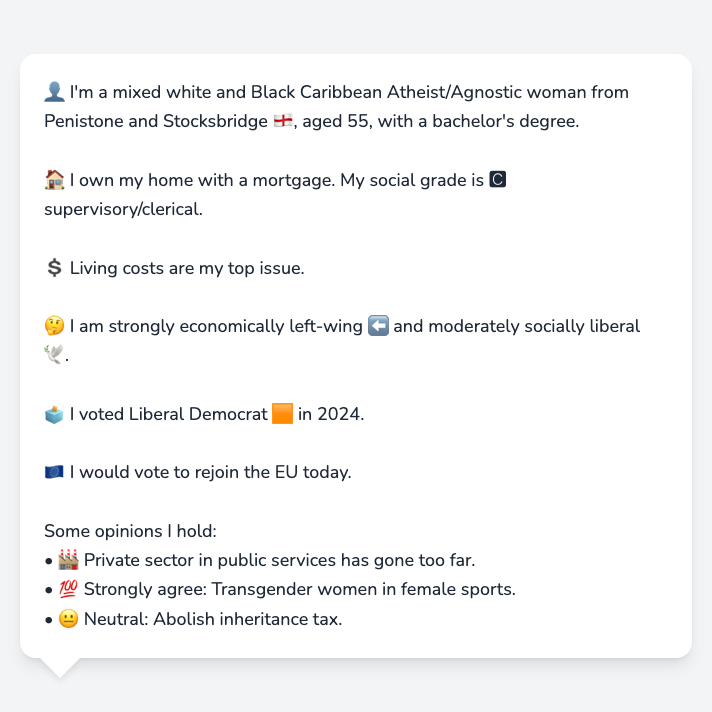 👤 I'm a mixed white and Black Caribbean Atheist/Agnostic woman from
Penistone and Stocksbridge 🏴󠁧󠁢󠁥󠁮󠁧󠁿, aged 55, with a bachelor's degree.
🏠 I own my home with a mortgage. My social grade is 🅲
supervisory/clerical.
💲 Living costs are my top issue.
🤔 I am strongly economically left-wing ⬅️ and moderately socially liberal
🕊️.
🗳️ I voted Liberal Democrat 🟧 in 2024.
🇪🇺 I would vote to rejoin the EU today.
Some opinions I hold:
• 🏭 Private sector in public services has gone too far.
• 💯 Strongly agree: Transgender women in female sports.
• 😐 Neutral: Abolish inheritance tax.